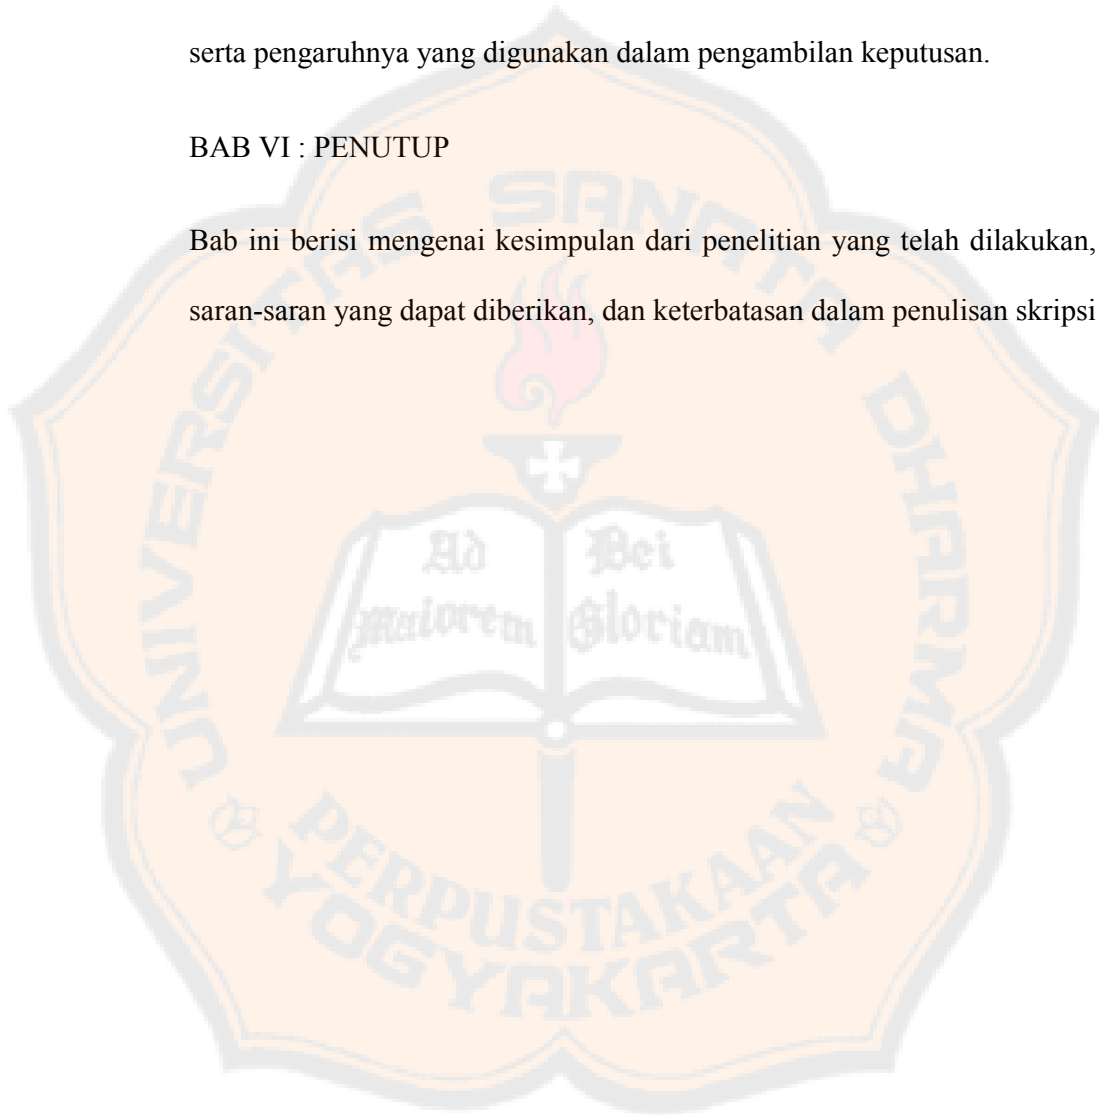 serta pengaruhnya yang digunakan dalam pengambilan keputusan.
BAB VI : PENUTUP
Bab ini berisi mengenai kesimpulan dari penelitian yang telah dilakukan,
saran-saran yang dapat diberikan, dan keterbatasan dalam penulisan skripsi
UNIVERSITAS SANATA DHARMA
Ad Dei
maiorem Gloriam
PERPUSTAKAAN
YOGYAKARTA